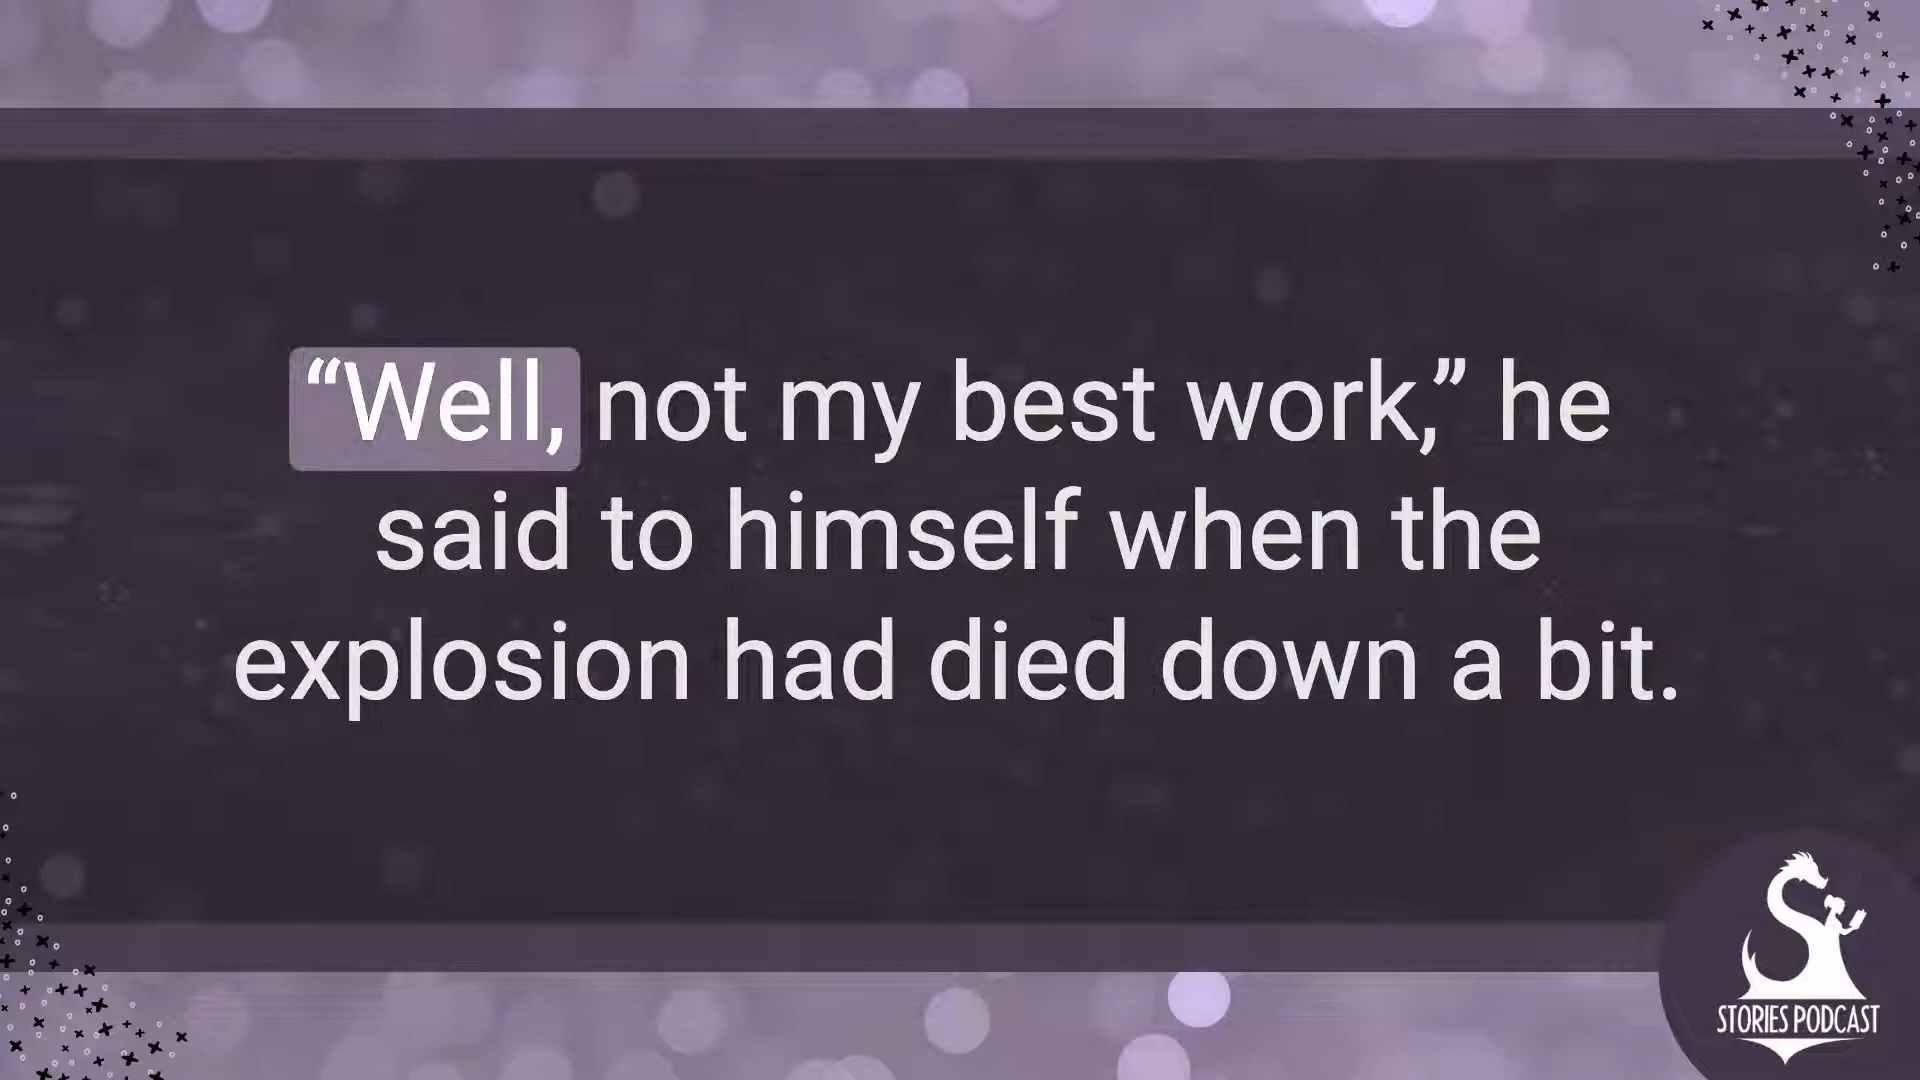 “Well, not my best work,” he
said to himself when the
explosion had died down a bit.
STORIES PODCAST